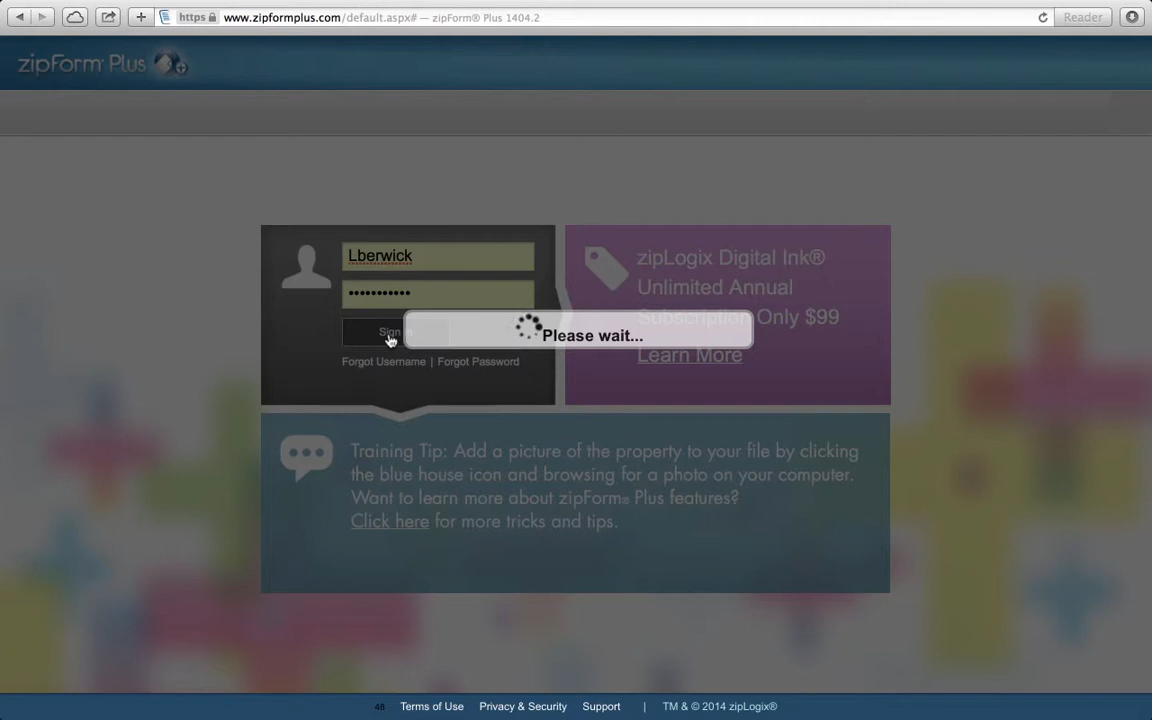 https www.zipformplus.com/default.aspx# — zipForm® Plus 1404.2 Reader
zipForm® Plus
Lberwick
•••••••••••
Sign In
Forgot Username | Forgot Password
zipLogix Digital Ink®
Unlimited Annual
Subscription Only $99
Learn More
Please wait...
Training Tip: Add a picture of the property to your file by clicking
the blue house icon and browsing for a photo on your computer.
Want to learn more about zipForm® Plus features?
Click here for more tricks and tips.
48 Terms of Use Privacy & Security Support | TM & © 2014 zipLogix®